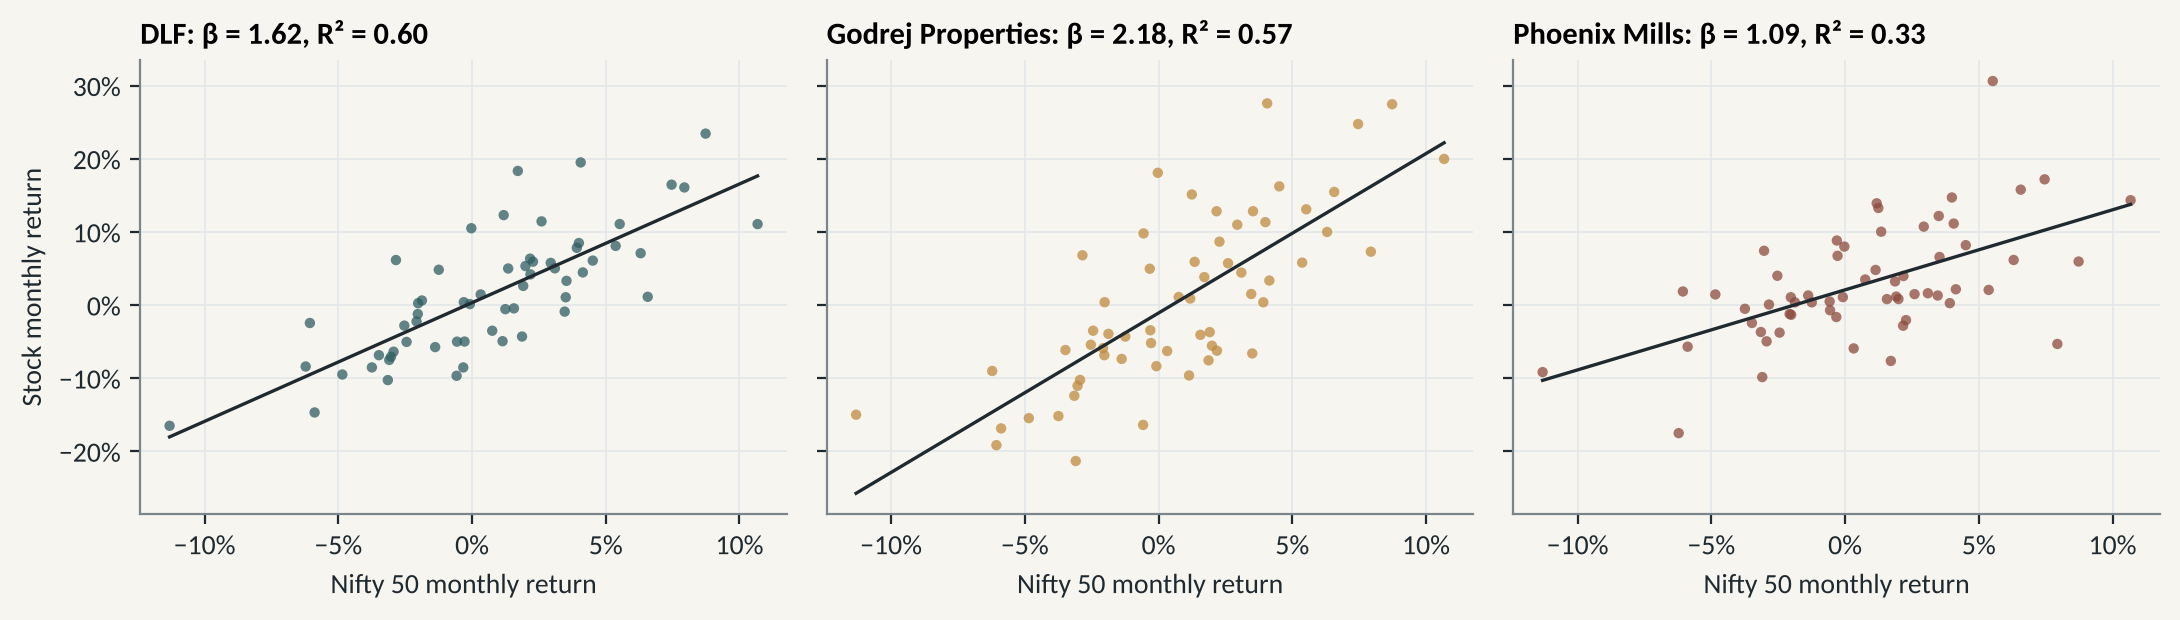 DLF: β = 1.62, R² = 0.60
Godrej Properties: β = 2.18, R² = 0.57
Phoenix Mills: β = 1.09, R² = 0.33
Stock monthly return
30%
20%
10%
0%
−10%
−20%
−10% −5% 0% 5% 10%
Nifty 50 monthly return
−10% −5% 0% 5% 10%
Nifty 50 monthly return
−10% −5% 0% 5% 10%
Nifty 50 monthly return